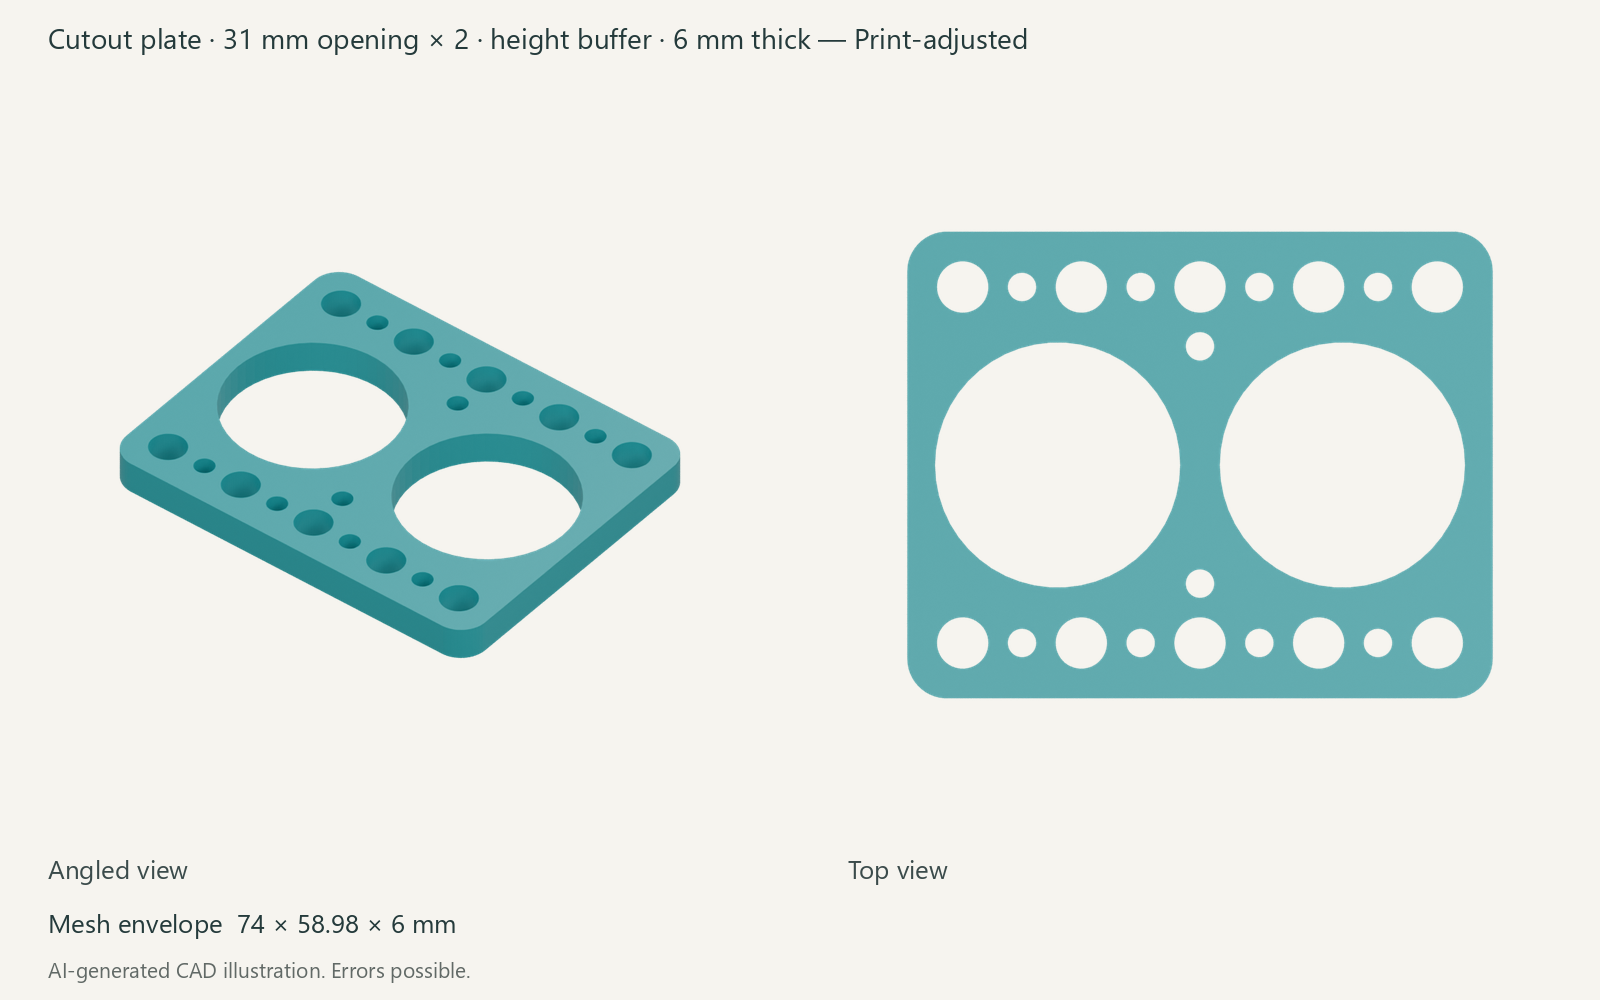 Cutout plate · 31 mm opening × 2 · height buffer · 6 mm thick — Print-adjusted
Angled view
Top view
Mesh envelope 74 × 58.98 × 6 mm
AI-generated CAD illustration. Errors possible.